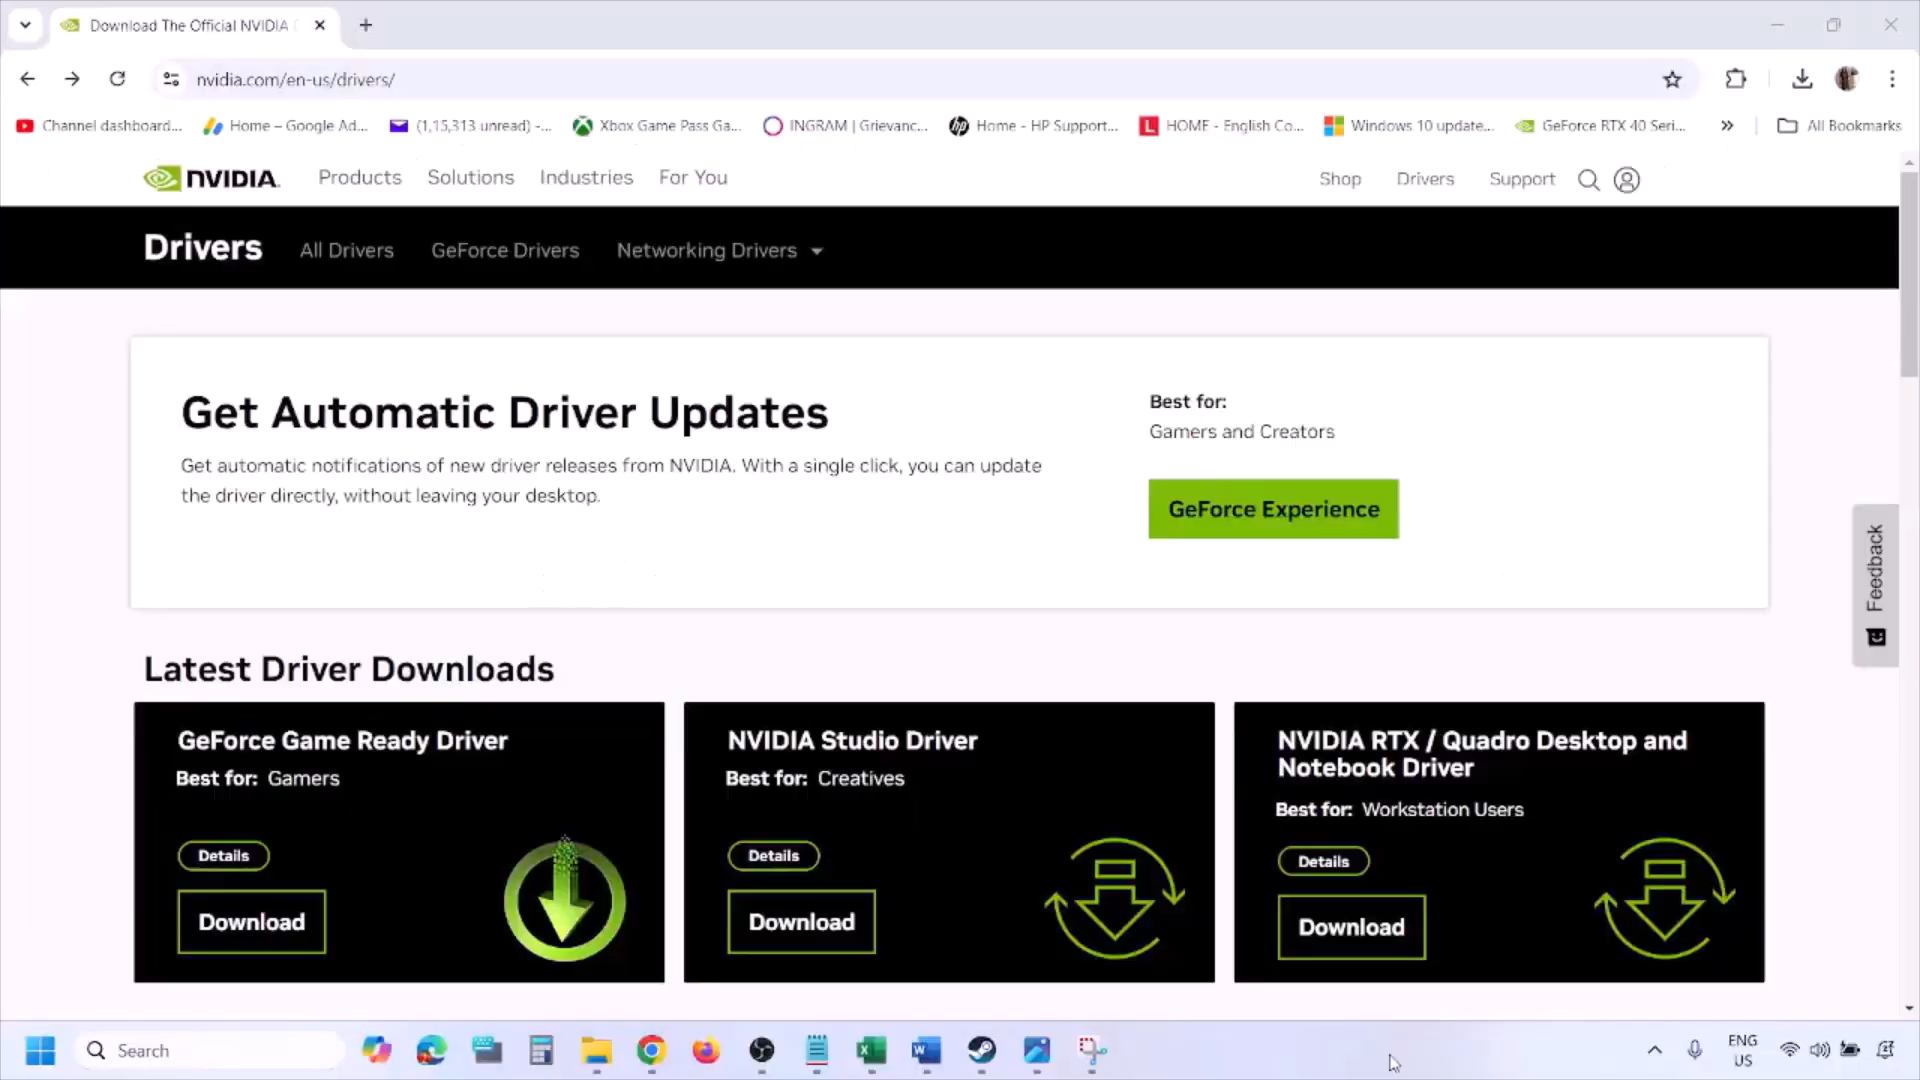 Download The Official NVIDIA
nvidia.com/en-us/drivers/
Channel dashboard...
Home – Google Ad...
(1,15,313 unread) -...
Xbox Game Pass Ga...
INGRAM | Grievanc...
Home - HP Support...
HOME - English Co...
Windows 10 update...
GeForce RTX 40 Seri...
All Bookmarks
NVIDIA
Products
Solutions
Industries
For You
Shop
Drivers
Support
Drivers
All Drivers
GeForce Drivers
Networking Drivers
Get Automatic Driver Updates
Get automatic notifications of new driver releases from NVIDIA. With a single click, you can update
the driver directly, without leaving your desktop.
Best for:
Gamers and Creators
GeForce Experience
Feedback
Latest Driver Downloads
GeForce Game Ready Driver
Best for: Gamers
Details
Download
NVIDIA Studio Driver
Best for: Creatives
Details
Download
NVIDIA RTX / Quadro Desktop and
Notebook Driver
Best for: Workstation Users
Details
Download
Search
ENG
US